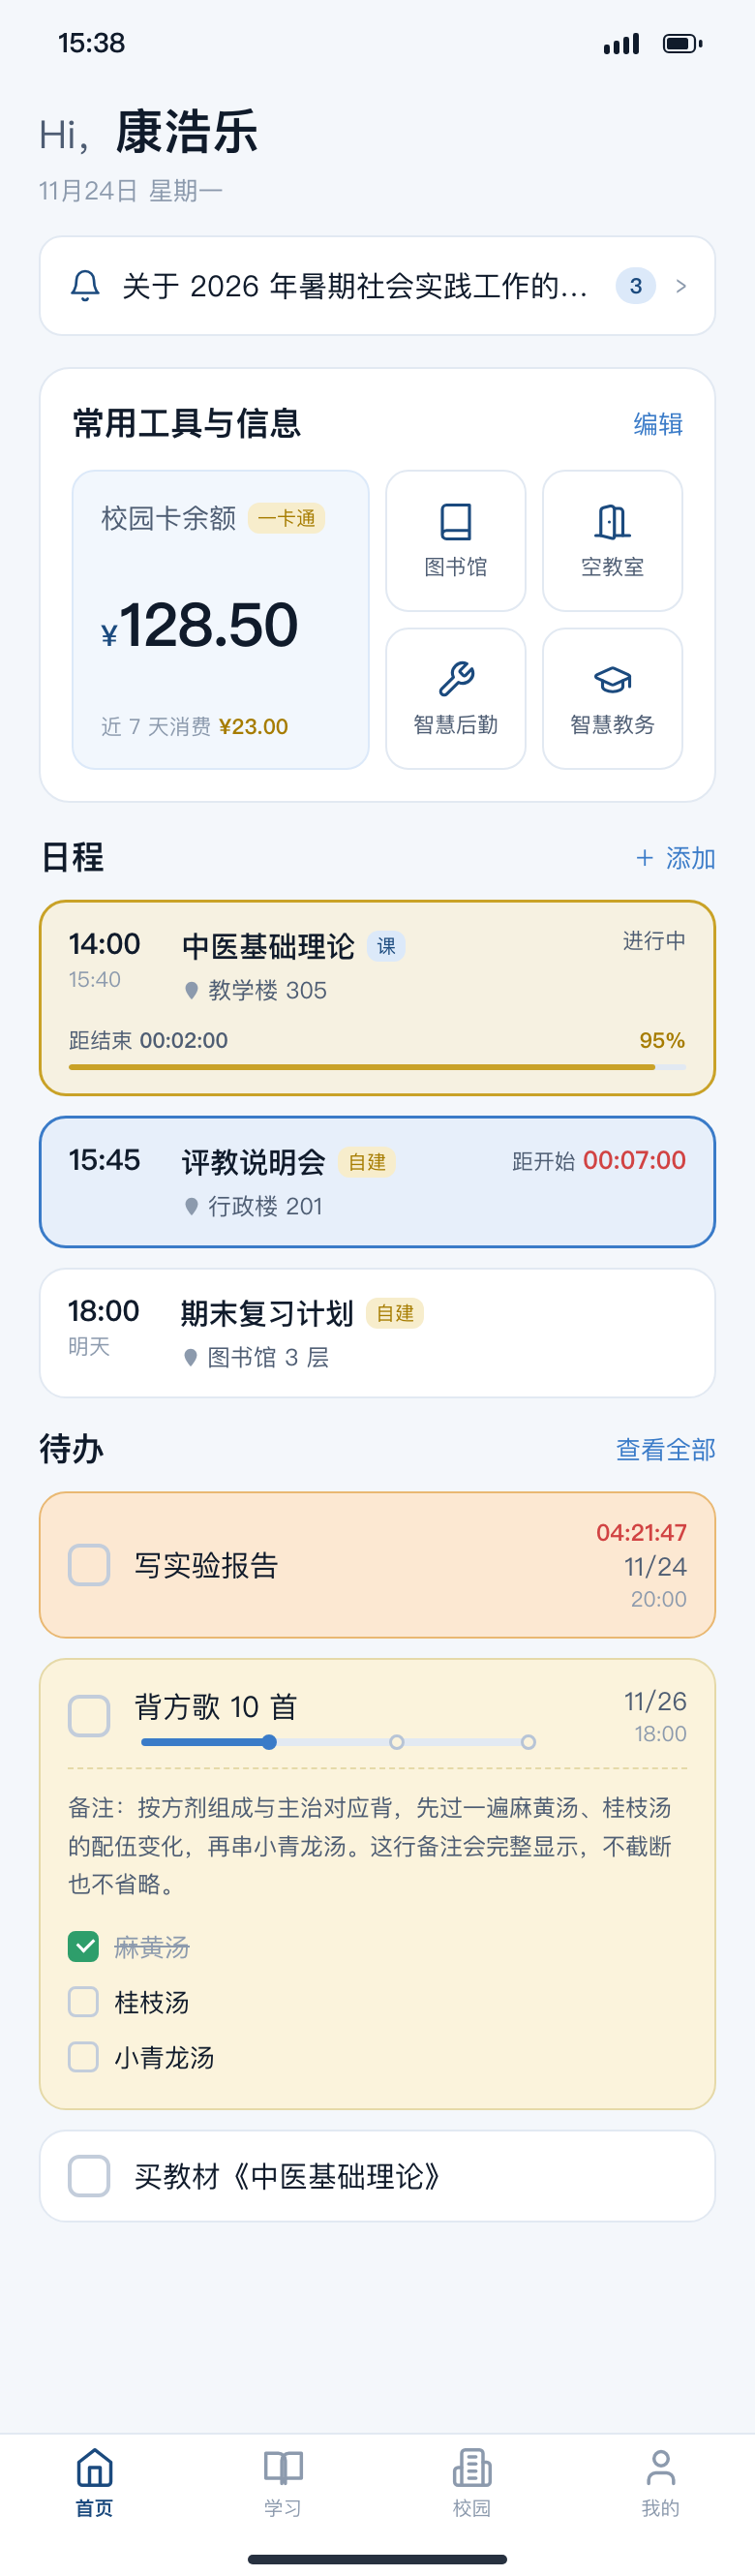 15:38
Hi，康浩乐
11月24日 星期一
关于 2026 年暑期社会实践工作的... 3
常用工具与信息 编辑
校园卡余额 一卡通
¥128.50
近 7 天消费 ¥23.00
图书馆
空教室
智慧后勤
智慧教务
日程 + 添加
14:00 中医基础理论 课 进行中
15:40 教学楼 305
距结束 00:02:00 95%
15:45 评教说明会 自建 距开始 00:07:00
行政楼 201
18:00 期末复习计划 自建
明天 图书馆 3 层
待办 查看全部
写实验报告
04:21:47
11/24
20:00
背方歌 10 首
11/26
18:00
备注：按方剂组成与主治对应背，先过一遍麻黄汤、桂枝汤
的配伍变化，再串小青龙汤。这行备注会完整显示，不截断
也不省略。
麻黄汤
桂枝汤
小青龙汤
买教材《中医基础理论》
首页 学习 校园 我的